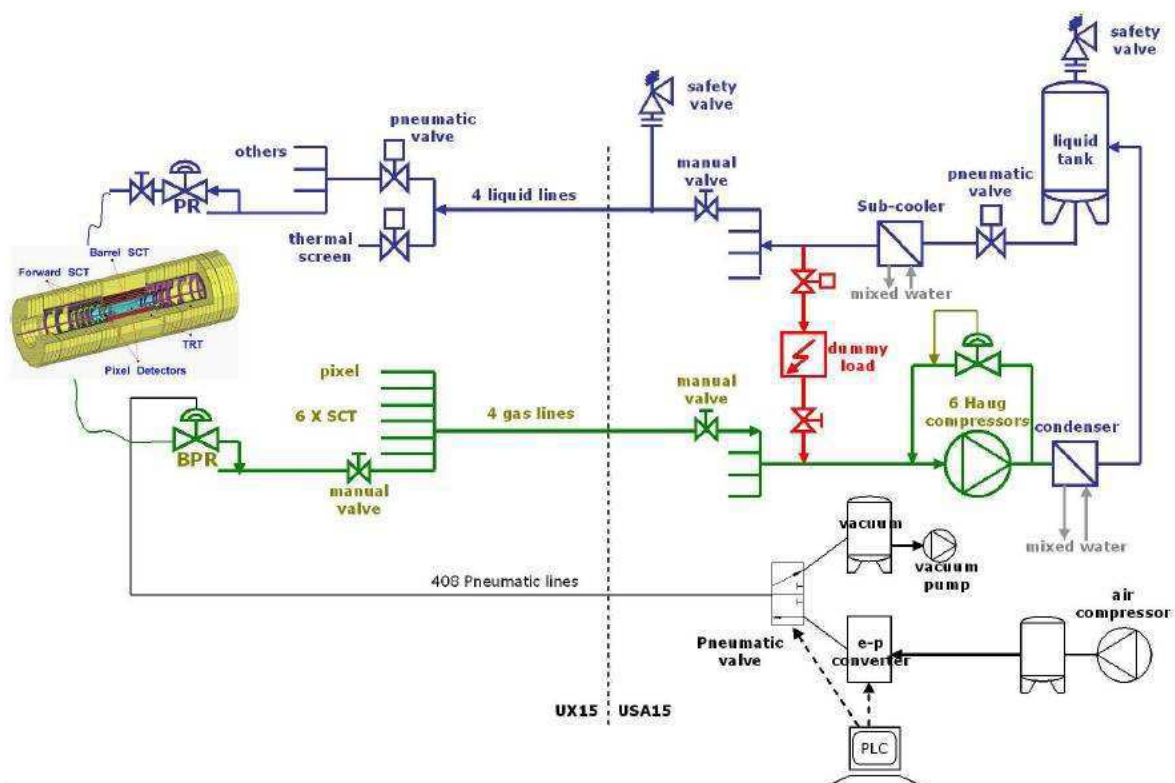 safety
valve
safety
valve
pneumatic
valve
others
liquid
tank
manual
valve
pneumatic
valve
PR
4 liquid lines
Sub-cooler
thermal
screen
Barrel SCT
Forward SCT
mixed water
TRT
Pixel Detectors
dummy
load
pixel
manual
valve
6 X SCT
4 gas lines
6 Haug
compressors
condenser
BPR
manual
valve
mixed water
vacuum
vacuum
pump
408 Pneumatic lines
air
compressor
Pneumatic
valve
e-p
converter
UX15
USA15
PLC